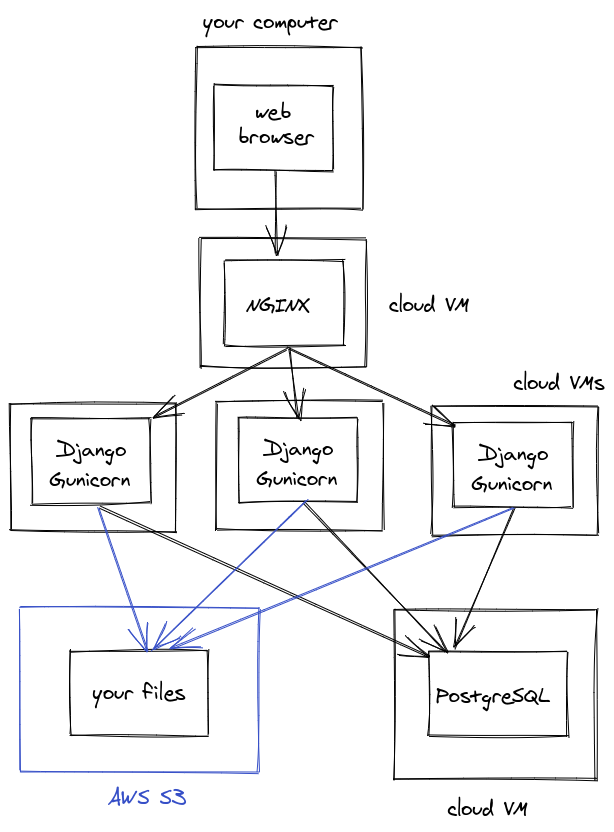 your computer
web
browser
NGINX
cloud VM
cloud VMs
Django
Gunicorn
Django
Gunicorn
Django
Gunicorn
your files
PostgreSQL
AWS S3
cloud VM